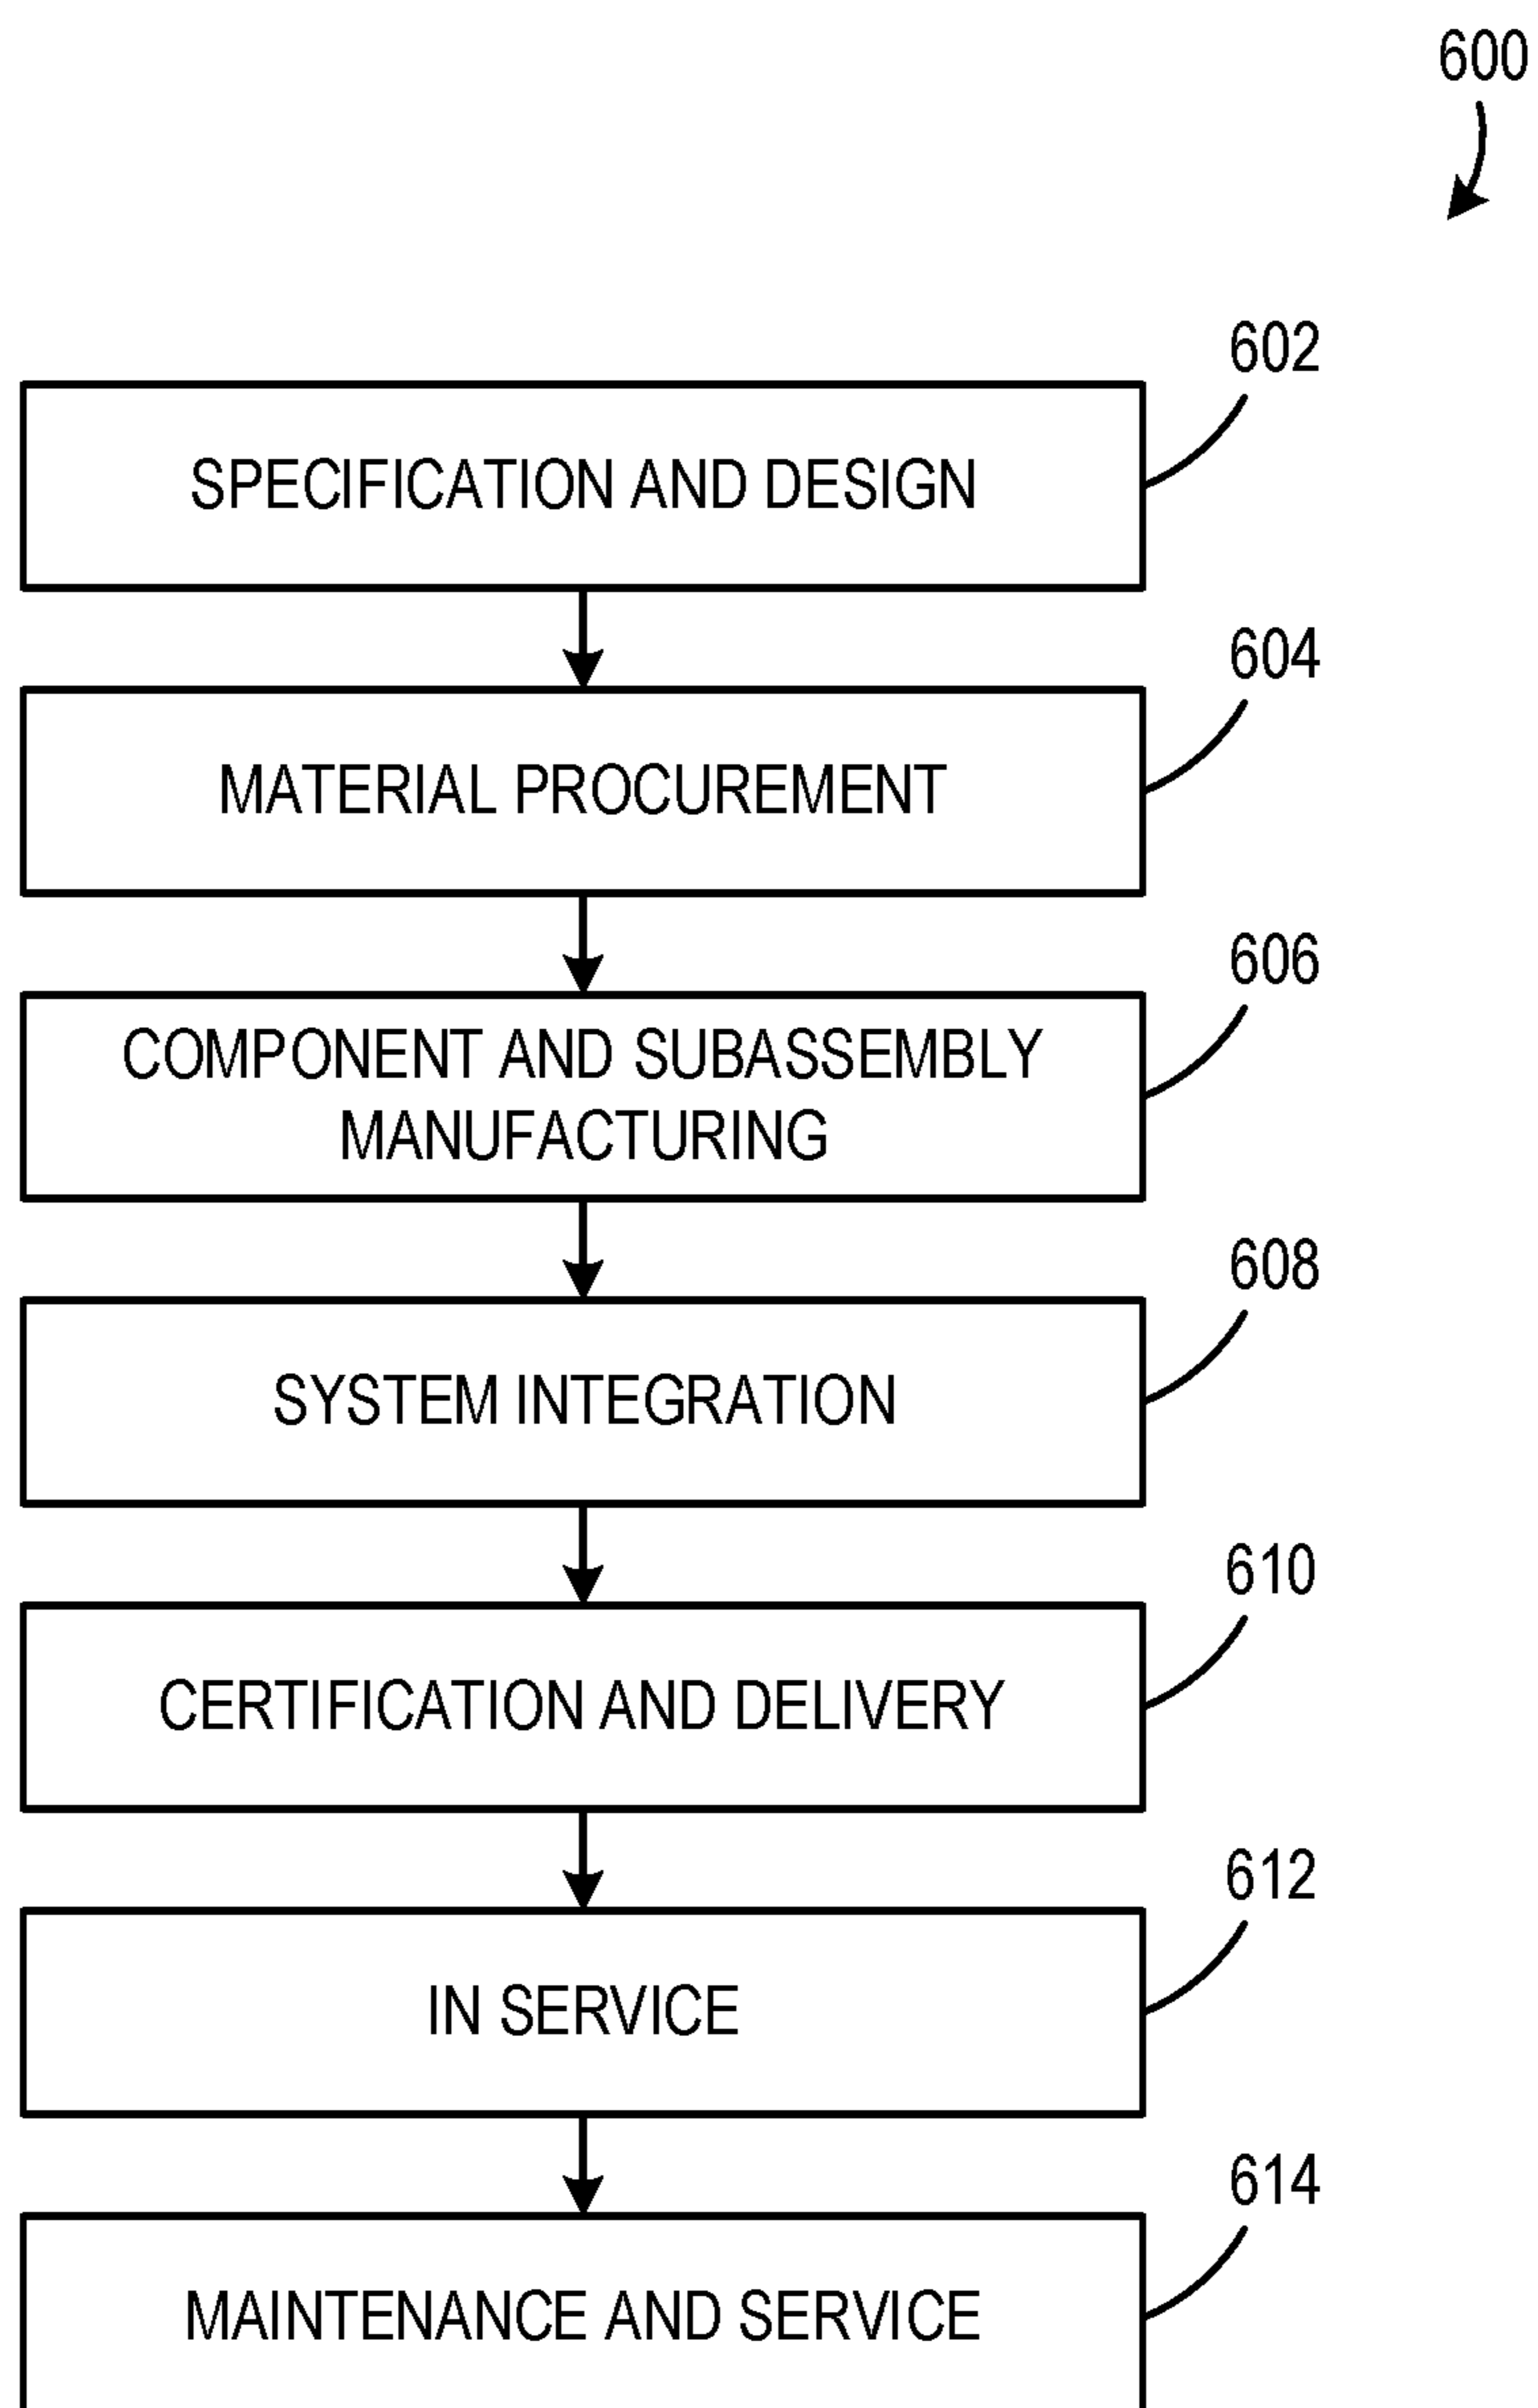 600
602
SPECIFICATION AND DESIGN
604
MATERIAL PROCUREMENT
606
COMPONENT AND SUBASSEMBLY
MANUFACTURING
608
SYSTEM INTEGRATION
610
CERTIFICATION AND DELIVERY
612
IN SERVICE
614
MAINTENANCE AND SERVICE